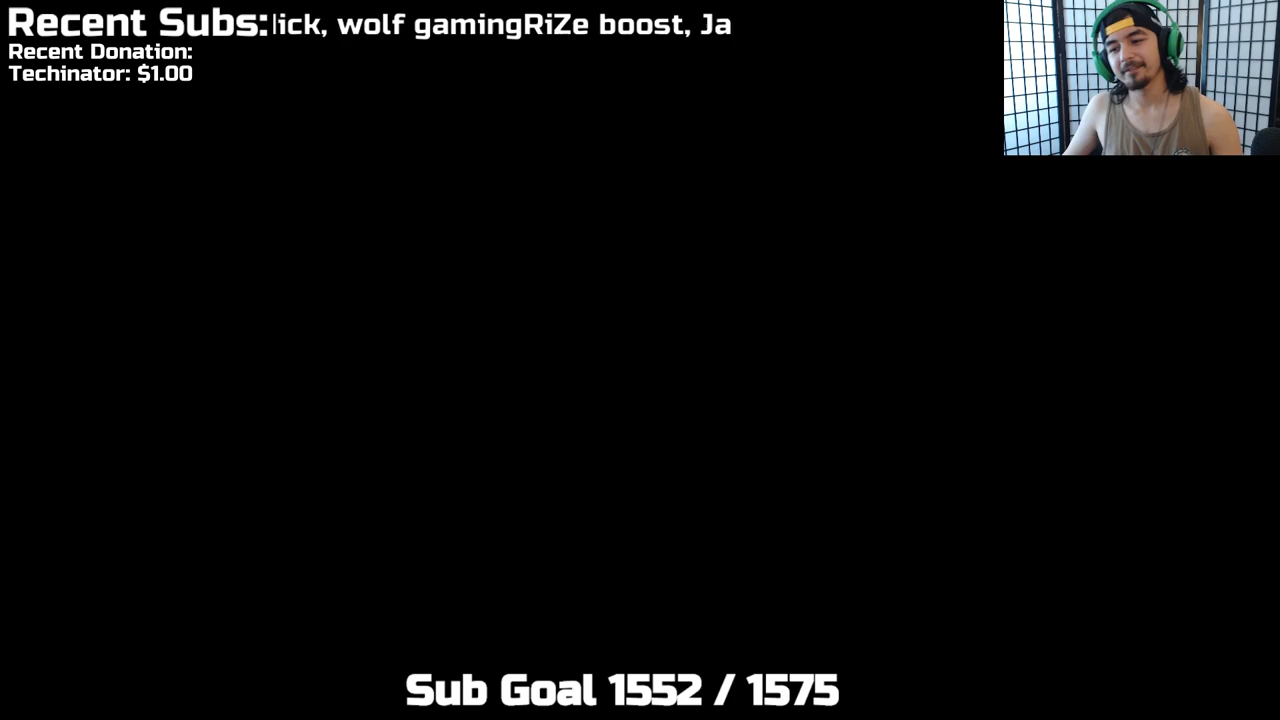 Recent Subs: lick, wolf gamingRiZe boost, Ja
Recent Donation:
Techinator: $1.00
Sub Goal 1552 / 1575